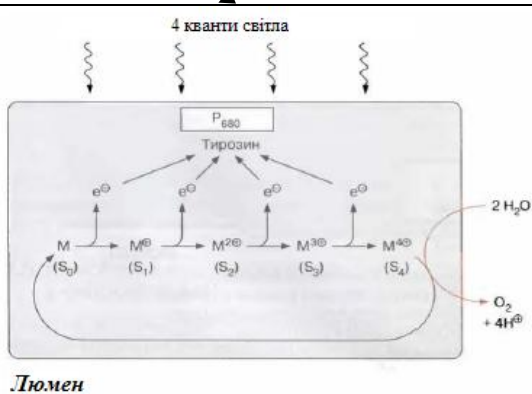 4 кванти світла
P₆₈₀
Тирозин
e⊖ e⊖ e⊖ e⊖
2 H₂O
M M⊕ M²⊕ M³⊕ M⁴⊕
(S₀) (S₁) (S₂) (S₃) (S₄)
O₂
+ 4H⊕
Люмен